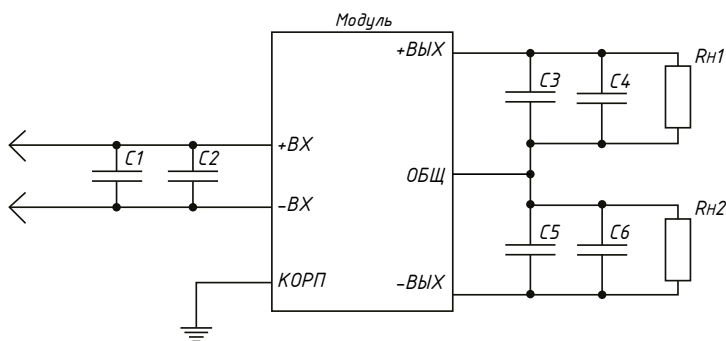 Модуль
+ВЫХ
C3
C4
Rн1
+ВХ
C1
C2
ОБЩ
-ВХ
C5
C6
Rн2
КОРП
-ВЫХ